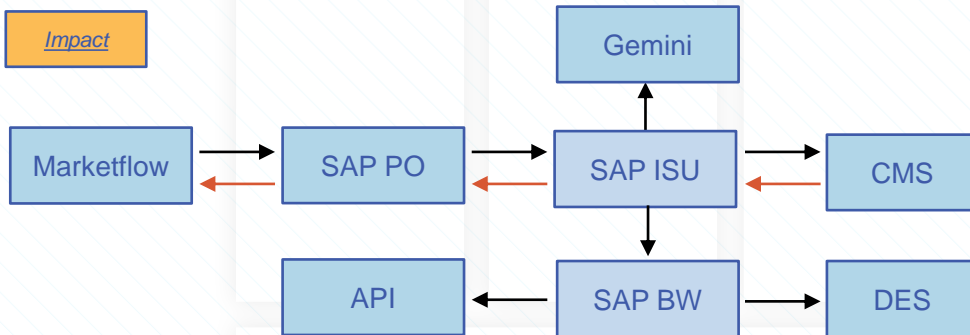 Impact
Gemini
Marketflow
SAP PO
SAP ISU
CMS
API
SAP BW
DES